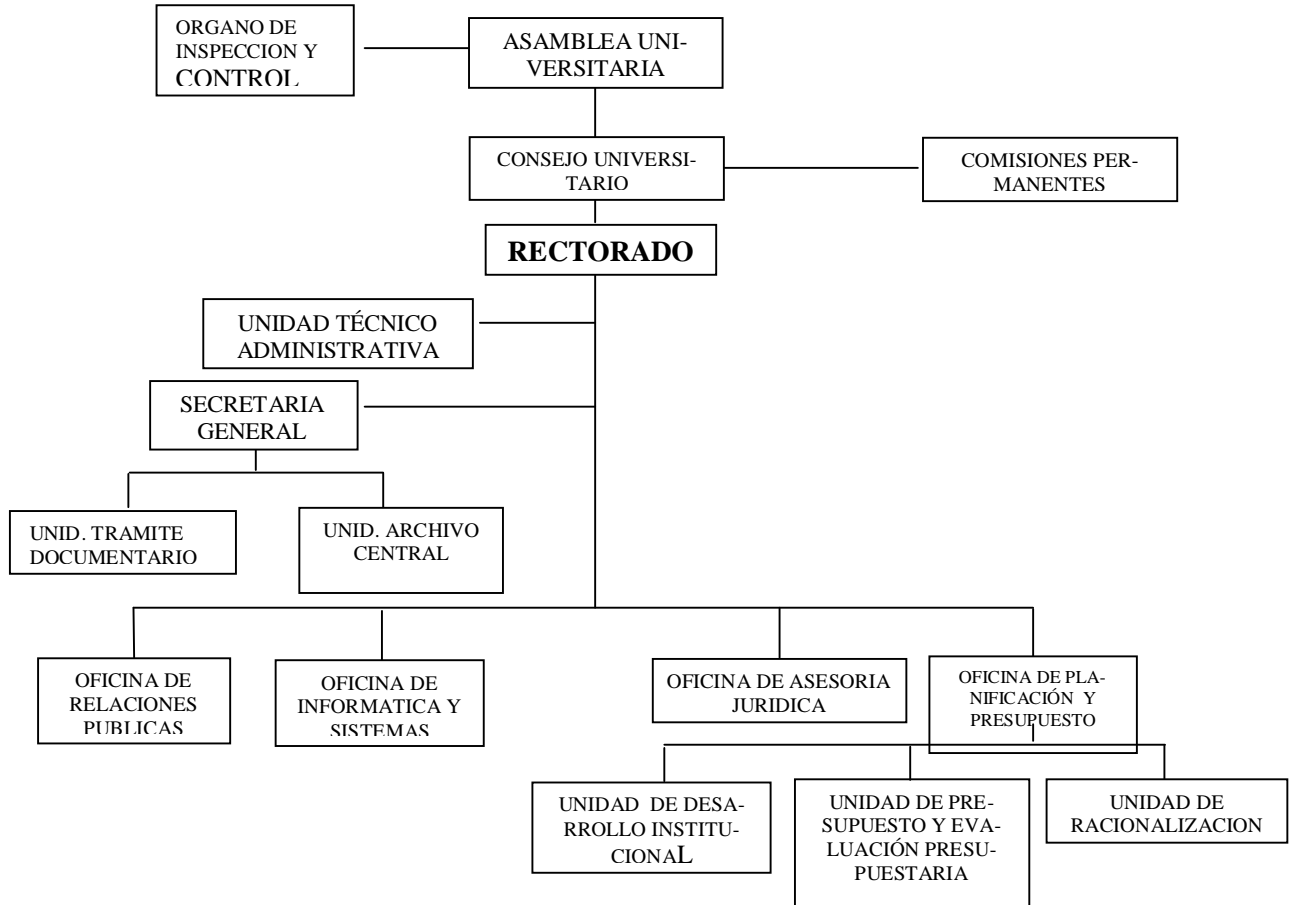 ORGANO DE
INSPECCION Y
CONTROL
ASAMBLEA UNI-
VERSITARIA
CONSEJO UNIVERSI-
TARIO
COMISIONES PER-
MANENTES
RECTORADO
UNIDAD TÉCNICO
ADMINISTRATIVA
SECRETARIA
GENERAL
UNID. TRAMITE
DOCUMENTARIO
UNID. ARCHIVO
CENTRAL
OFICINA DE
RELACIONES
PUBLICAS
OFICINA DE
INFORMATICA Y
SISTEMAS
OFICINA DE ASESORIA
JURIDICA
OFICINA DE PLA-
NIFICACIÓN Y
PRESUPUESTO
UNIDAD DE DESA-
RROLLO INSTITU-
CIONAL
UNIDAD DE PRE-
SUPUESTO Y EVA-
LUACIÓN PRESU-
PUESTARIA
UNIDAD DE
RACIONALIZACION